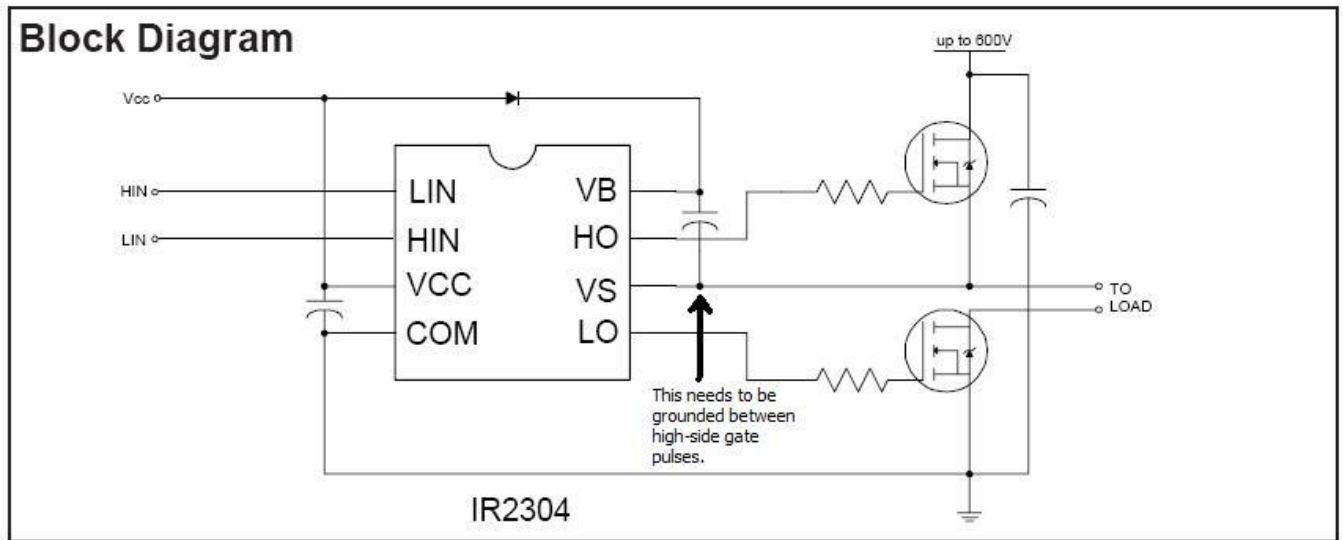 Block Diagram
up to 600V
Vcc
HIN
LIN
LIN
HIN
VCC
COM
VB
HO
VS
LO
TO
LOAD
This needs to be
grounded between
high-side gate
pulses.
IR2304